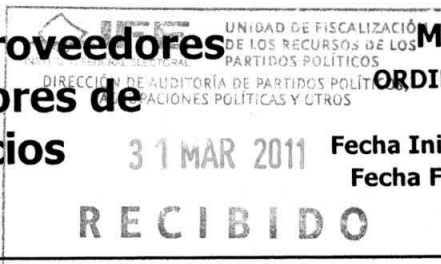 UNIDAD DE FISCALIZACIÓ
roveedores
DE LOS RECURSOS DE LOS
M
PARTIDOS POLÍTICOS
DIRECCIÓN DE AUDITORÍA DE PARTIDOS POLÍTICOS,
ORDI
ores de
AGRUPACIONES POLÍTICAS Y OTROS
cios
31 MAR 2011
Fecha Ini
Fecha F
RECIBIDO